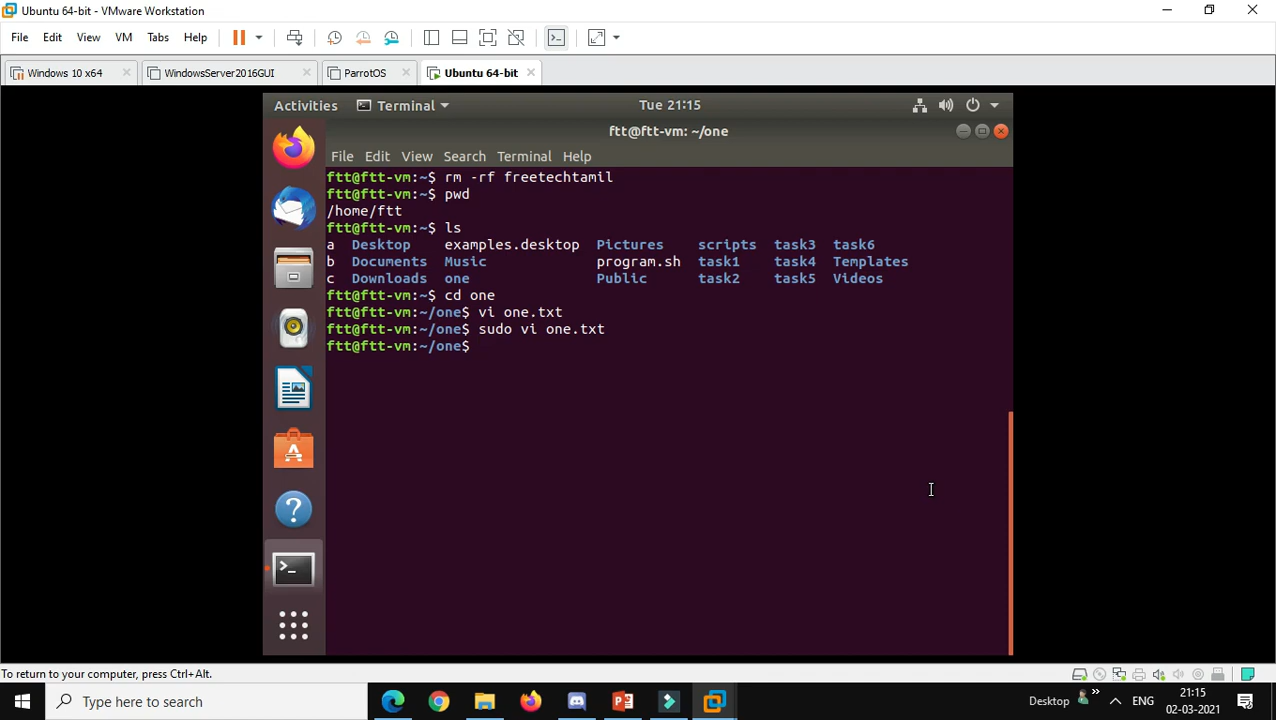 Ubuntu 64-bit - VMware Workstation
File Edit View VM Tabs Help
Windows 10 x64 WindowsServer2016GUI ParrotOS Ubuntu 64-bit
Activities Terminal Tue 21:15
ftt@ftt-vm: ~/one
File Edit View Search Terminal Help
ftt@ftt-vm:~$ rm -rf freetechtamil
ftt@ftt-vm:~$ pwd
/home/ftt
ftt@ftt-vm:~$ ls
a Desktop examples.desktop Pictures scripts task3 task6
b Documents Music program.sh task1 task4 Templates
c Downloads one Public task2 task5 Videos
ftt@ftt-vm:~$ cd one
ftt@ftt-vm:~/one$ vi one.txt
ftt@ftt-vm:~/one$ sudo vi one.txt
ftt@ftt-vm:~/one$
To return to your computer, press Ctrl+Alt.
Type here to search Desktop ENG 21:15
02-03-2021